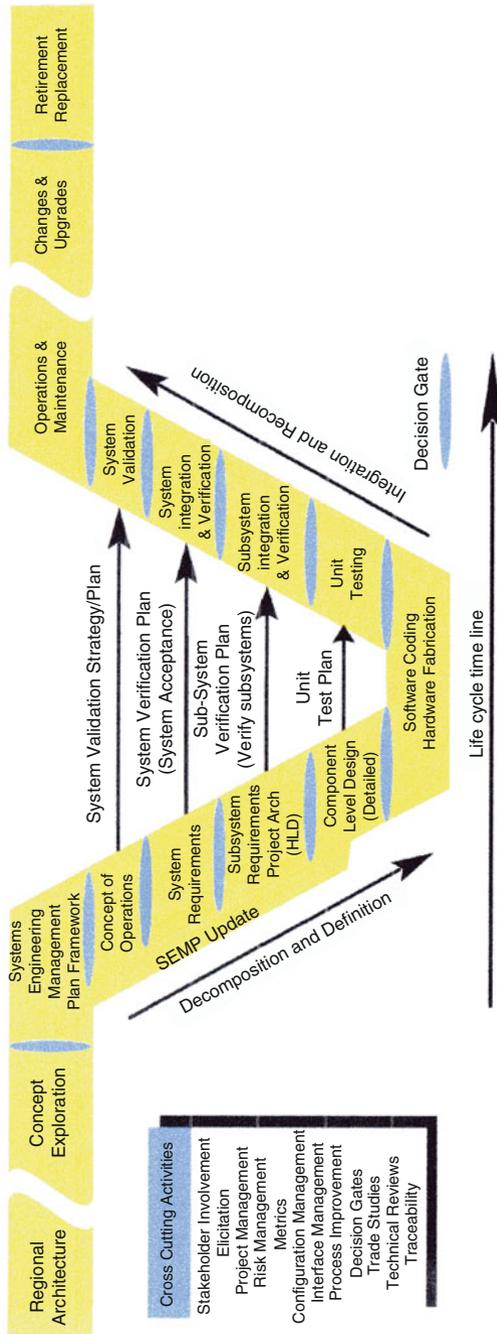 Regional
Architecture
Concept
Exploration
Systems
Engineering
Management
Plan Framework
Concept of
Operations
System
Requirements
Subsystem
Requirements
Project Arch
(HLD)
Component
Level Design
(Detailed)
SEMP Update
Decomposition and Definition
Software Coding
Hardware Fabrication
System Validation Strategy/Plan
System Verification Plan
(System Acceptance)
Sub-System
Verification Plan
(Verify subsystems)
Unit
Test Plan
Unit
Testing
Subsystem
integration
& Verification
System
integration
& Verification
System
Validation
Operations &
Maintenance
Changes &
Upgrades
Retirement
Replacement
Integration and Recomposition
Decision Gate
Life cycle time line
Cross Cutting Activities
Stakeholder Involvement
Elicitation
Project Management
Risk Management
Metrics
Configuration Management
Interface Management
Process Improvement
Decision Gates
Trade Studies
Technical Reviews
Traceability